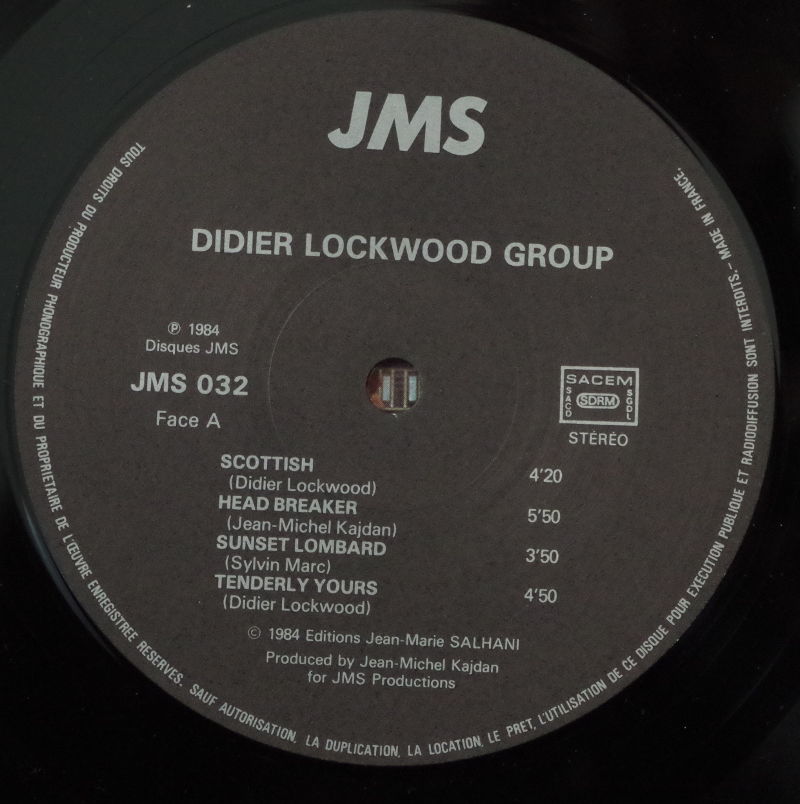 JMS
DIDIER LOCKWOOD GROUP
℗ 1984
Disques JMS
JMS 032
Face A
SACEM
SACD
SDRM
SGDL
STÉRÉO
SCOTTISH 4'20
(Didier Lockwood)
HEAD BREAKER 5'50
(Jean-Michel Kajdan)
SUNSET LOMBARD 3'50
(Sylvin Marc)
TENDERLY YOURS 4'50
(Didier Lockwood)
© 1984 Editions Jean-Marie SALHANI
Produced by Jean-Michel Kajdan
for JMS Productions
TOUS DROITS DU PRODUCTEUR PHONOGRAPHIQUE ET DU PROPRIETAIRE DE L'ŒUVRE ENREGISTREE RESERVES. SAUF AUTORISATION, LA DUPLICATION, LA LOCATION, LE PRET, L'UTILISATION DE CE DISQUE POUR EXECUTION PUBLIQUE ET RADIODIFFUSION SONT INTERDITS. – MADE IN FRANCE.